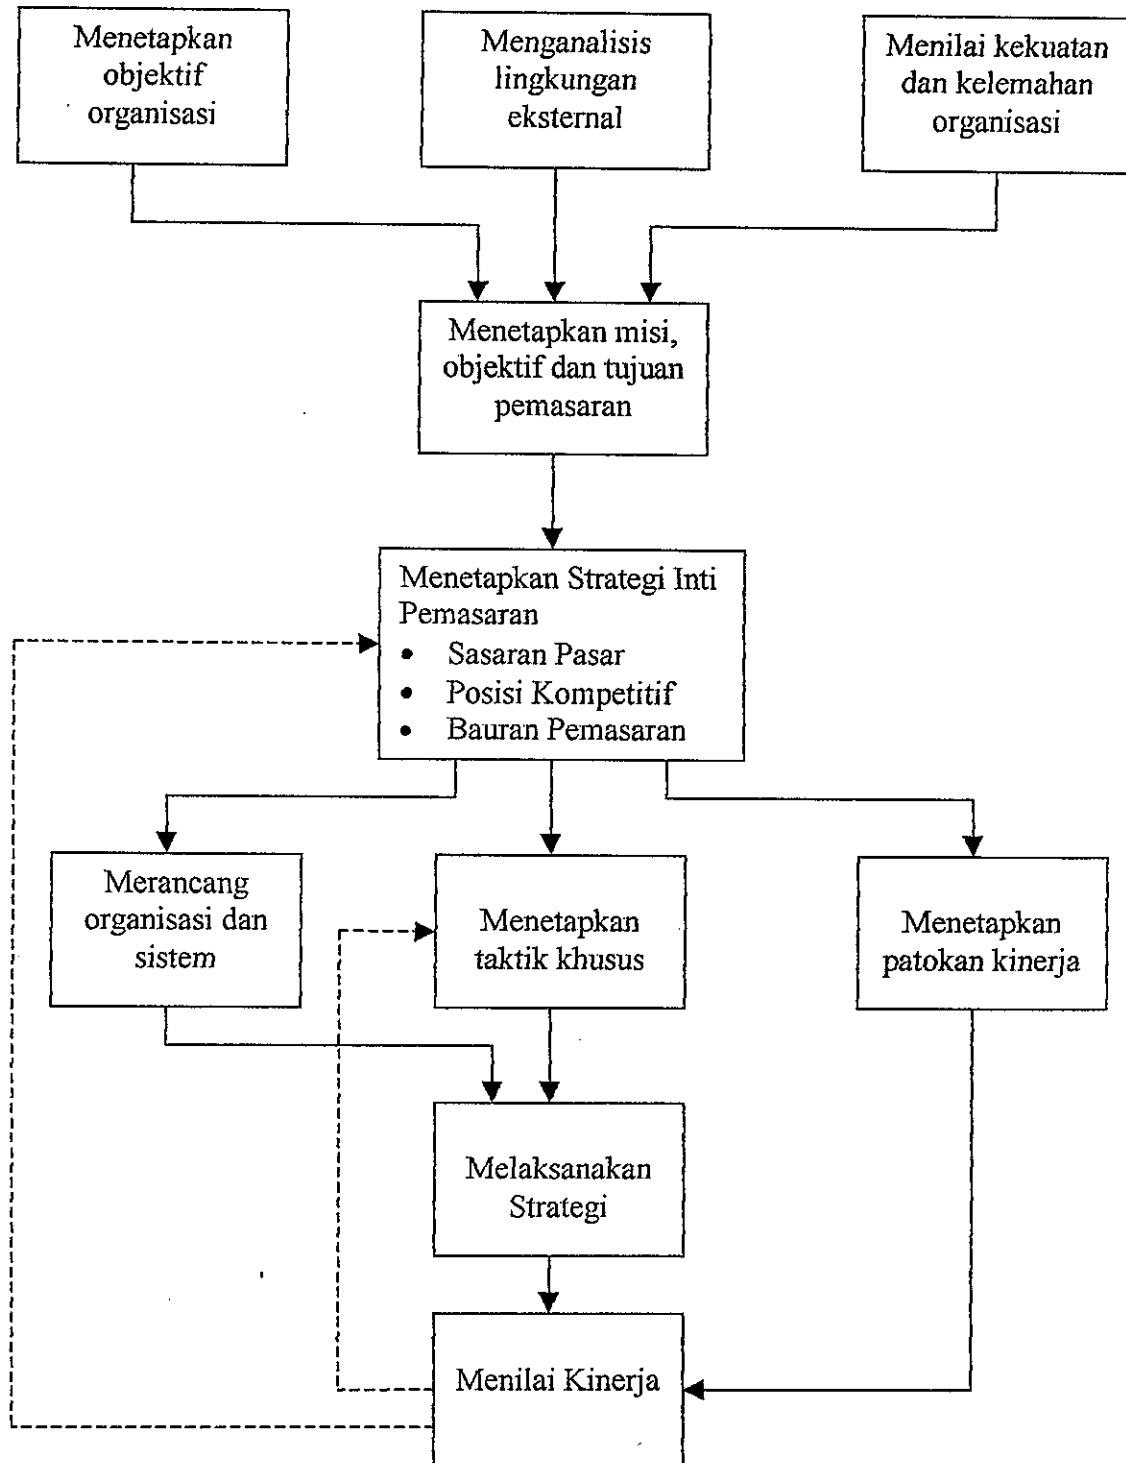 Menetapkan
objektif
organisasi
Menganalisis
lingkungan
eksternal
Menilai kekuatan
dan kelemahan
organisasi
Menetapkan misi,
objektif dan tujuan
pemasaran
Menetapkan Strategi Inti
Pemasaran
• Sasaran Pasar
• Posisi Kompetitif
• Bauran Pemasaran
Merancang
organisasi dan
sistem
Menetapkan
taktik khusus
Menetapkan
patokan kinerja
Melaksanakan
Strategi
Menilai Kinerja